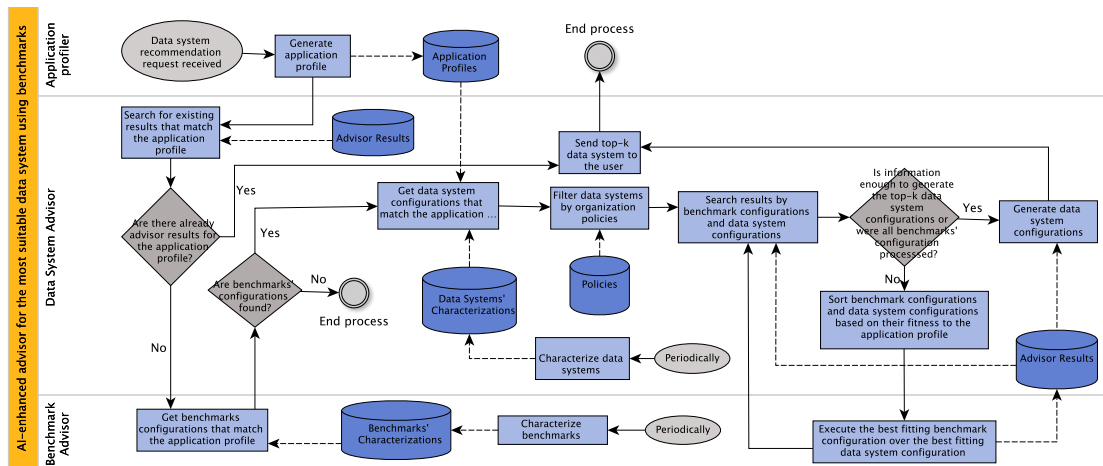 AI-enhanced advisor for the most suitable data system using benchmarks
Application
profiler
Data system
recommendation
request received
Generate
application
profile
Application
Profiles
End process
Data System Advisor
Search for existing
results that match
the application
profile
Advisor Results
Send top-k
data system to
the user
Are there already
advisor results for
the application
profile?
Yes
No
Are benchmarks'
configurations
found?
Yes
No
End process
Get data system
configurations that
match the application ...
Filter data systems
by organization
policies
Search results by
benchmark configurations
and data system
configurations
Is information
enough to generate
the top-k data
system
configurations or
were all benchmarks'
configuration
processsed?
Yes
No
Generate data
system
configurations
Data Systems'
Characterizations
Policies
Characterize data
systems
Periodically
Sort benchmark configurations
and data system configurations
based on their fitness to the
application profile
Advisor Results
Benchmark
Advisor
Get benchmarks
configurations that match
the application profile
Benchmarks'
Characterizations
Characterize
benchmarks
Periodically
Execute the best fitting benchmark
configuration over the best fitting
data system configuration